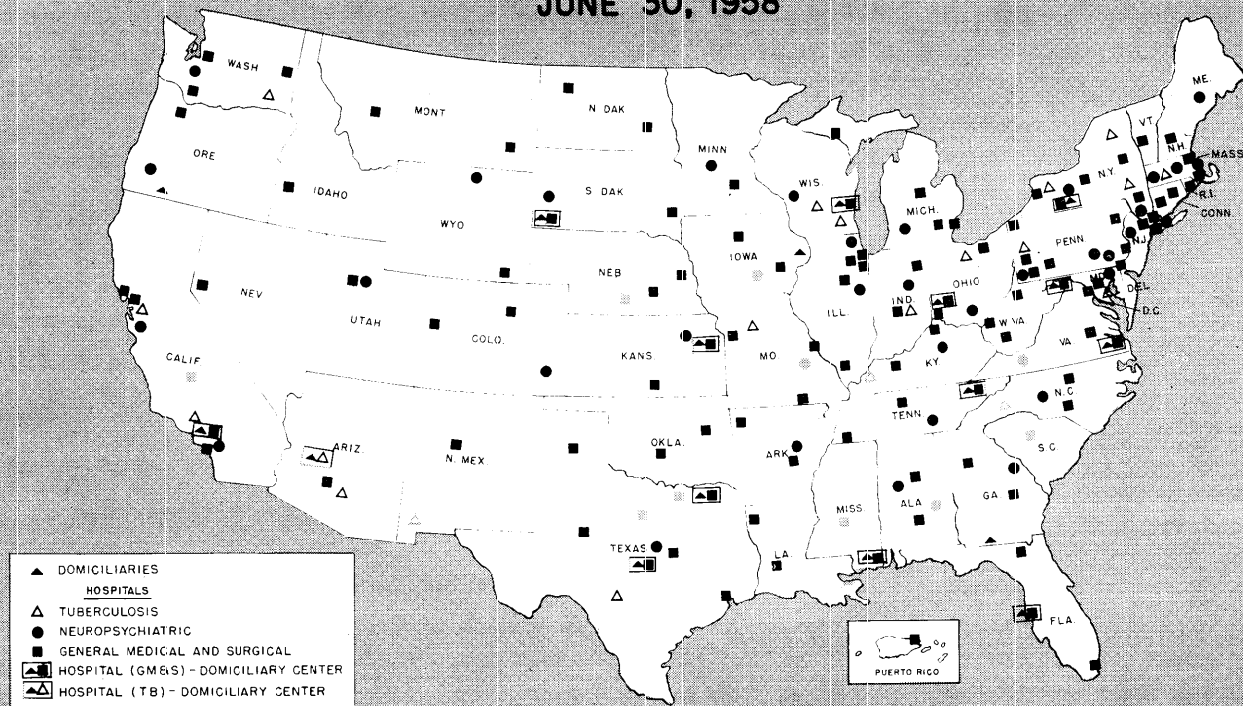 JUNE 30, 1958
WASH
MONT
N DAK
MINN
ME.
VT.
N.H.
MASS
ORE
IDAHO
S DAK
WIS.
MICH.
N.Y.
R.I.
CONN.
WYO
IOWA
PENN.
N.J.
NEB
NEV
UTAH
COLO.
ILL.
IND.
OHIO
MD
DEL
D.C.
W VA
VA
CALIF
KANS
MO
KY.
N.C.
TENN
ARIZ.
N. MEX.
OKLA.
ARK
S.C.
MISS
ALA
GA.
TEXAS
LA.
FLA.
PUERTO RICO
DOMICILIARIES
HOSPITALS
TUBERCULOSIS
NEUROPSYCHIATRIC
GENERAL MEDICAL AND SURGICAL
HOSPITAL (GM&S) - DOMICILIARY CENTER
HOSPITAL (TB) - DOMICILIARY CENTER